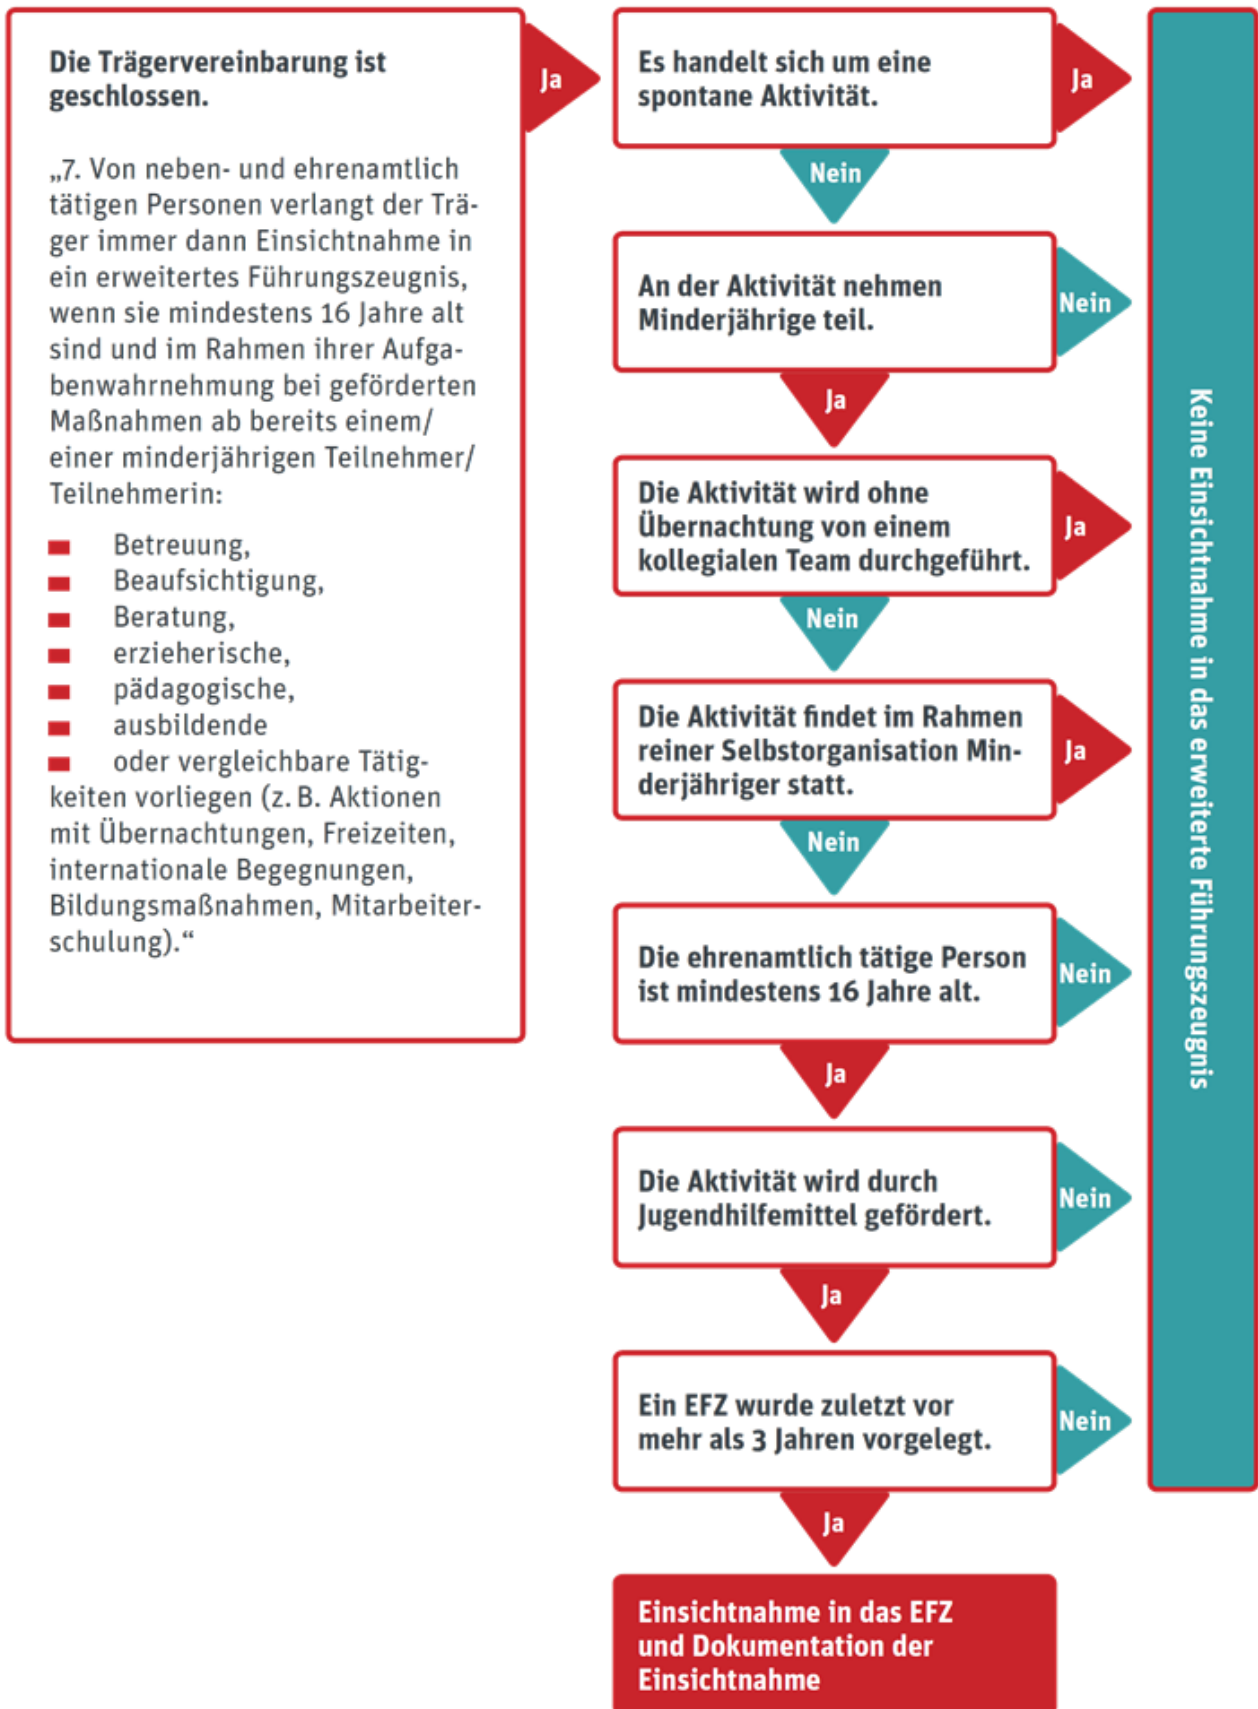 Die Trägervereinbarung ist
geschlossen.
„7. Von neben- und ehrenamtlich
tätigen Personen verlangt der Trä-
ger immer dann Einsichtnahme in
ein erweitertes Führungszeugnis,
wenn sie mindestens 16 Jahre alt
sind und im Rahmen ihrer Aufga-
benwahrnehmung bei geförderten
Maßnahmen ab bereits einem/
einer minderjährigen Teilnehmer/
Teilnehmerin:
Betreuung,
Beaufsichtigung,
Beratung,
erzieherische,
pädagogische,
ausbildende
oder vergleichbare Tätig-
keiten vorliegen (z. B. Aktionen
mit Übernachtungen, Freizeiten,
internationale Begegnungen,
Bildungsmaßnahmen, Mitarbeiter-
schulung).“
Ja
Es handelt sich um eine
spontane Aktivität.
Ja
Nein
An der Aktivität nehmen
Minderjährige teil.
Nein
Ja
Die Aktivität wird ohne
Übernachtung von einem
kollegialen Team durchgeführt.
Ja
Nein
Die Aktivität findet im Rahmen
reiner Selbstorganisation Min-
derjähriger statt.
Ja
Nein
Die ehrenamtlich tätige Person
ist mindestens 16 Jahre alt.
Nein
Ja
Die Aktivität wird durch
Jugendhilfemittel gefördert.
Nein
Ja
Ein EFZ wurde zuletzt vor
mehr als 3 Jahren vorgelegt.
Nein
Ja
Einsichtnahme in das EFZ
und Dokumentation der
Einsichtnahme
Keine Einsichtnahme in das erweiterte Führungszeugnis